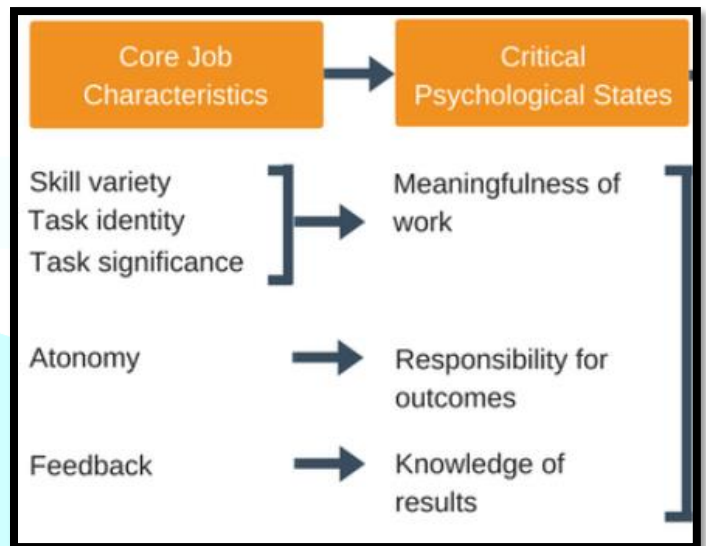 Core Job
Characteristics
Critical
Psychological States
Skill variety
Task identity
Task significance
Meaningfulness of
work
Atonomy
Responsibility for
outcomes
Feedback
Knowledge of
results